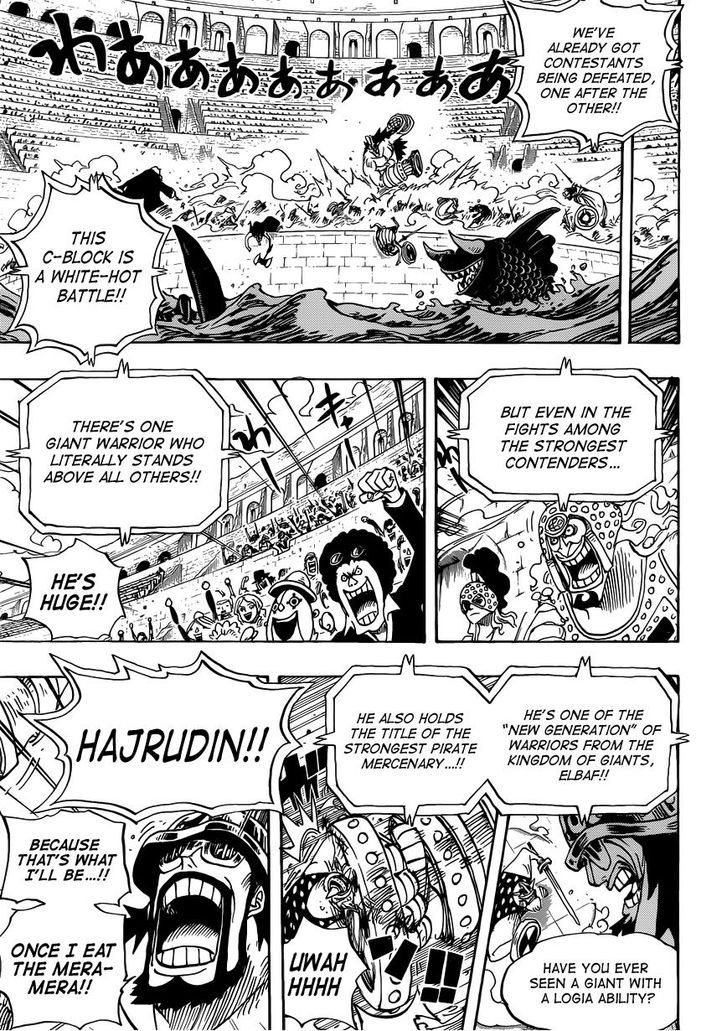 WE'VE
ALREADY GOT
CONTESTANTS
BEING DEFEATED,
ONE AFTER THE
OTHER!!
わあああああああ
THIS
C-BLOCK IS
A WHITE-HOT
BATTLE!!
BUT EVEN IN THE
FIGHTS AMONG
THE STRONGEST
CONTENDERS...
THERE'S ONE
GIANT WARRIOR WHO
LITERALLY STANDS
ABOVE ALL OTHERS!!
HE'S
HUGE!!
HE'S ONE OF THE
"NEW GENERATION" OF
WARRIORS FROM THE
KINGDOM OF GIANTS,
ELBAF!!
HAVE YOU EVER
SEEN A GIANT WITH
A LOGIA ABILITY?
HE ALSO HOLDS
THE TITLE OF THE
STRONGEST PIRATE
MERCENARY...!!
UWAH
HHHH
HAJRUDIN!!
BECAUSE
THAT'S WHAT
I'LL BE...!!
ONCE I EAT
THE MERA-
MERA!!